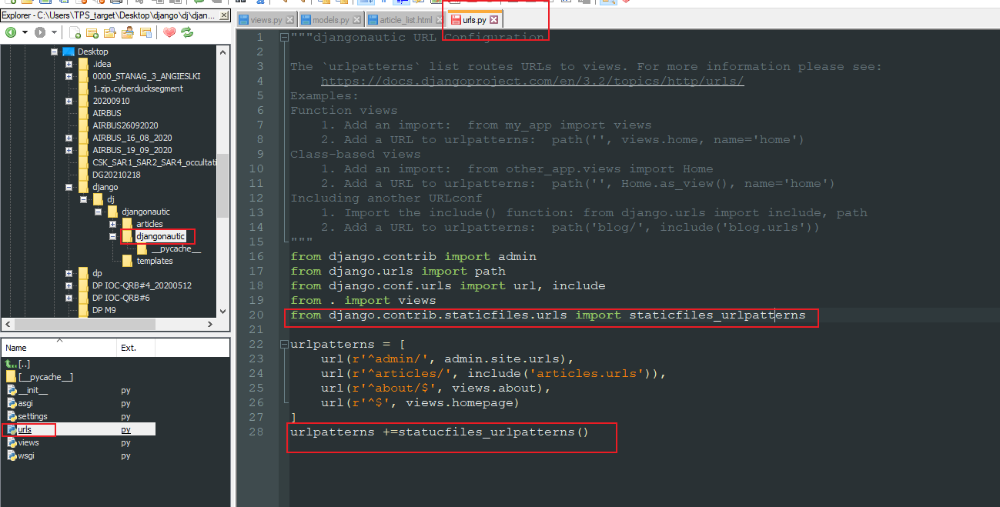 Explorer - C:\Users\TPS_target\Desktop\django\dj\djan...
views.py
models.py
article_list.html
urls.py
Desktop
.idea
0000_STANAG_3_ANGIESLKI
1.zip.cyberducksegment
20200910
AIRBUS
AIRBUS26092020
AIRBUS_16_08_2020
AIRBUS_19_09_2020
CSK_SAR1_SAR2_SAR4_occultati
DG20210218
django
dj
djangonautic
articles
djangonautic
__pycache__
templates
dp
DP IOC-QRB#4_20200512
DP IOC-QRB#6
DP M9
Name Ext.
[..]
[__pycache__]
__init__ py
asgi py
settings py
urls py
views py
wsgi py
1 """djangonautic URL Configuration
2
3 The `urlpatterns` list routes URLs to views. For more information please see:
4     https://docs.djangoproject.com/en/3.2/topics/http/urls/
5 Examples:
6 Function views
7     1. Add an import:  from my_app import views
8     2. Add a URL to urlpatterns:  path('', views.home, name='home')
9 Class-based views
10     1. Add an import:  from other_app.views import Home
11     2. Add a URL to urlpatterns:  path('', Home.as_view(), name='home')
12 Including another URLconf
13     1. Import the include() function: from django.urls import include, path
14     2. Add a URL to urlpatterns:  path('blog/', include('blog.urls'))
15 """
16 from django.contrib import admin
17 from django.urls import path
18 from django.conf.urls import url, include
19 from . import views
20 from django.contrib.staticfiles.urls import staticfiles_urlpatterns
21
22 urlpatterns = [
23     url(r'^admin/', admin.site.urls),
24     url(r'^articles/', include('articles.urls')),
25     url(r'^about/$', views.about),
26     url(r'^$', views.homepage)
27 ]
28 urlpatterns +=statucfiles_urlpatterns()